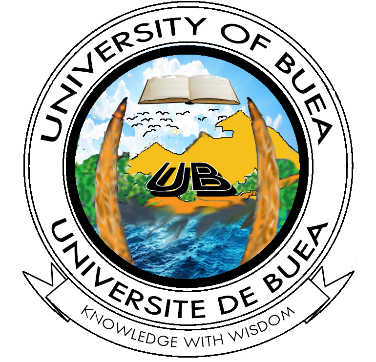 UNIVERSITY OF BUEA
UB
UNIVERSITE DE BUEA
KNOWLEDGE WITH WISDOM